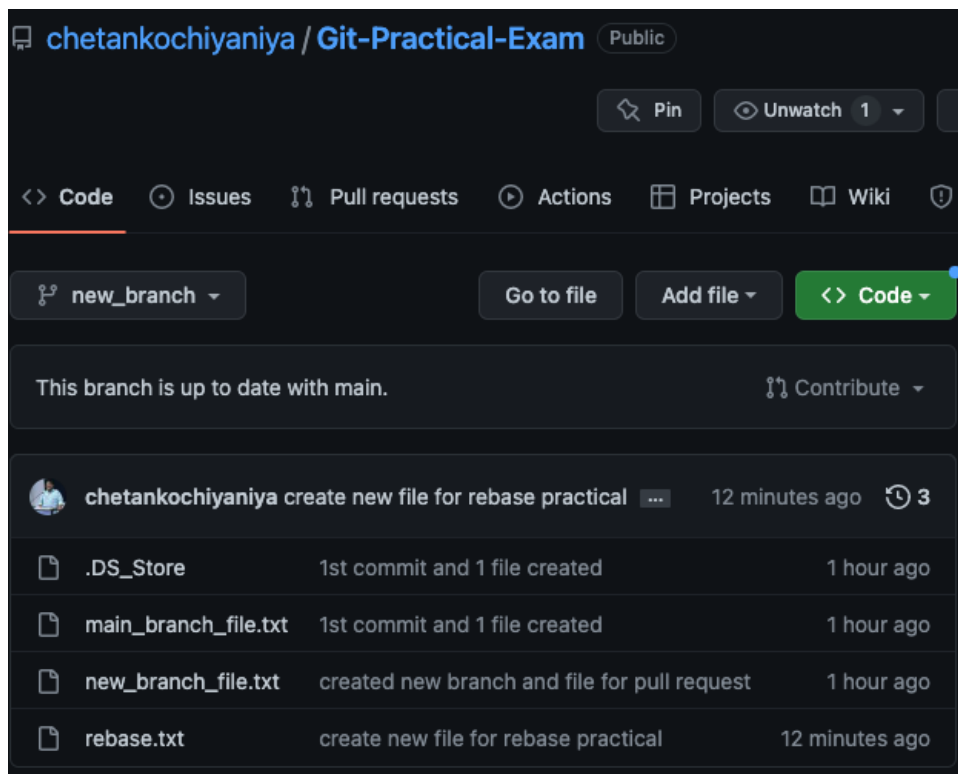 chetankochiyaniya / Git-Practical-Exam Public
Pin Unwatch 1
<> Code Issues Pull requests Actions Projects Wiki
new_branch Go to file Add file <> Code
This branch is up to date with main. Contribute
chetankochiyaniya create new file for rebase practical ... 12 minutes ago 3
.DS_Store 1st commit and 1 file created 1 hour ago
main_branch_file.txt 1st commit and 1 file created 1 hour ago
new_branch_file.txt created new branch and file for pull request 1 hour ago
rebase.txt create new file for rebase practical 12 minutes ago